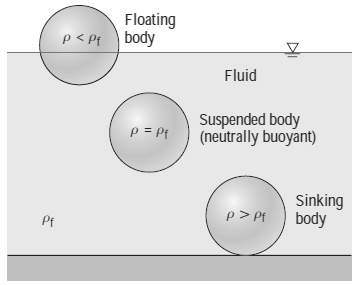 Floating
body
ρ < ρf
Fluid
Suspended body
(neutrally buoyant)
ρ = ρf
Sinking
body
ρ > ρf
ρf